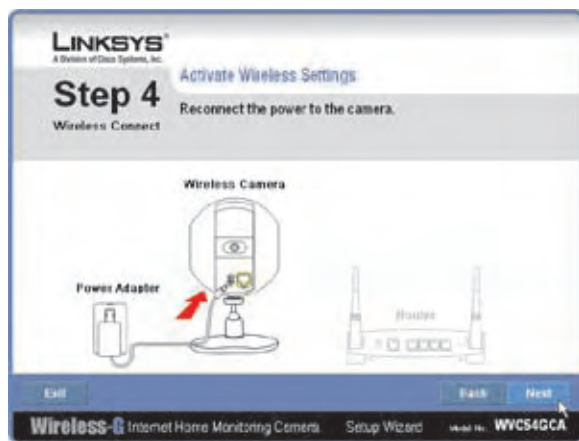 LINKSYS®
A Division of Cisco Systems, Inc.
Step 4
Wireless Connect
Activate Wireless Settings
Reconnect the power to the camera.
Wireless Camera
Power Adapter
Router
Exit
Back
Next
Wireless-G Internet Home Monitoring Camera Setup Wizard Model No. WVC54GCA